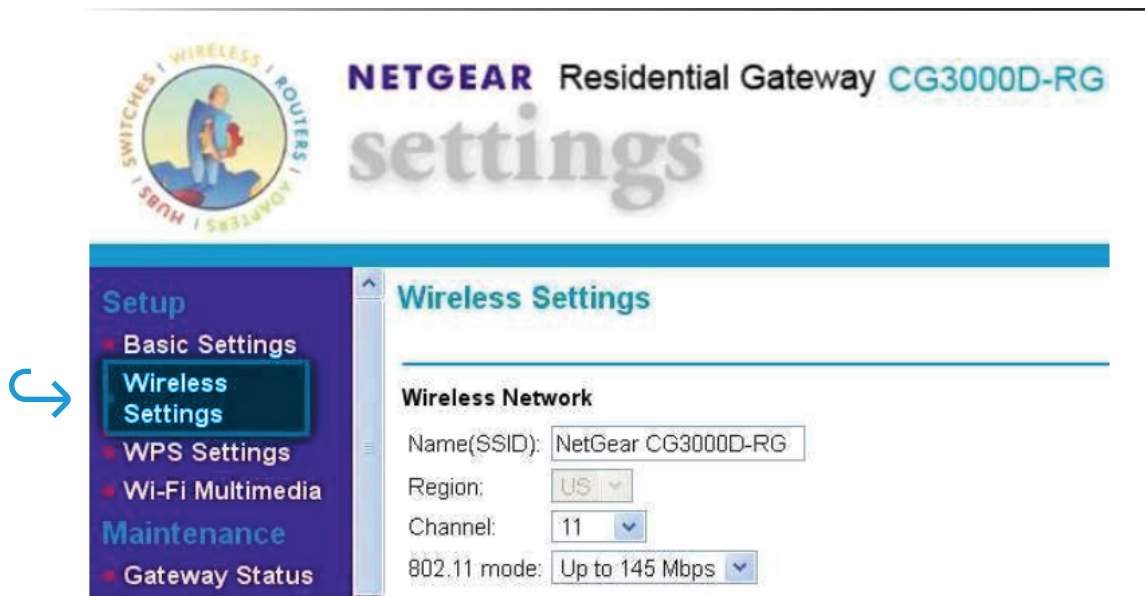 SWITCHES | WIRELESS | ROUTERS | ADAPTERS | HUBS |
NETGEAR Residential Gateway CG3000D-RG
settings
Setup
Basic Settings
Wireless
Settings
WPS Settings
Wi-Fi Multimedia
Maintenance
Gateway Status
Wireless Settings
Wireless Network
Name(SSID): NetGear CG3000D-RG
Region: US
Channel: 11
802.11 mode: Up to 145 Mbps